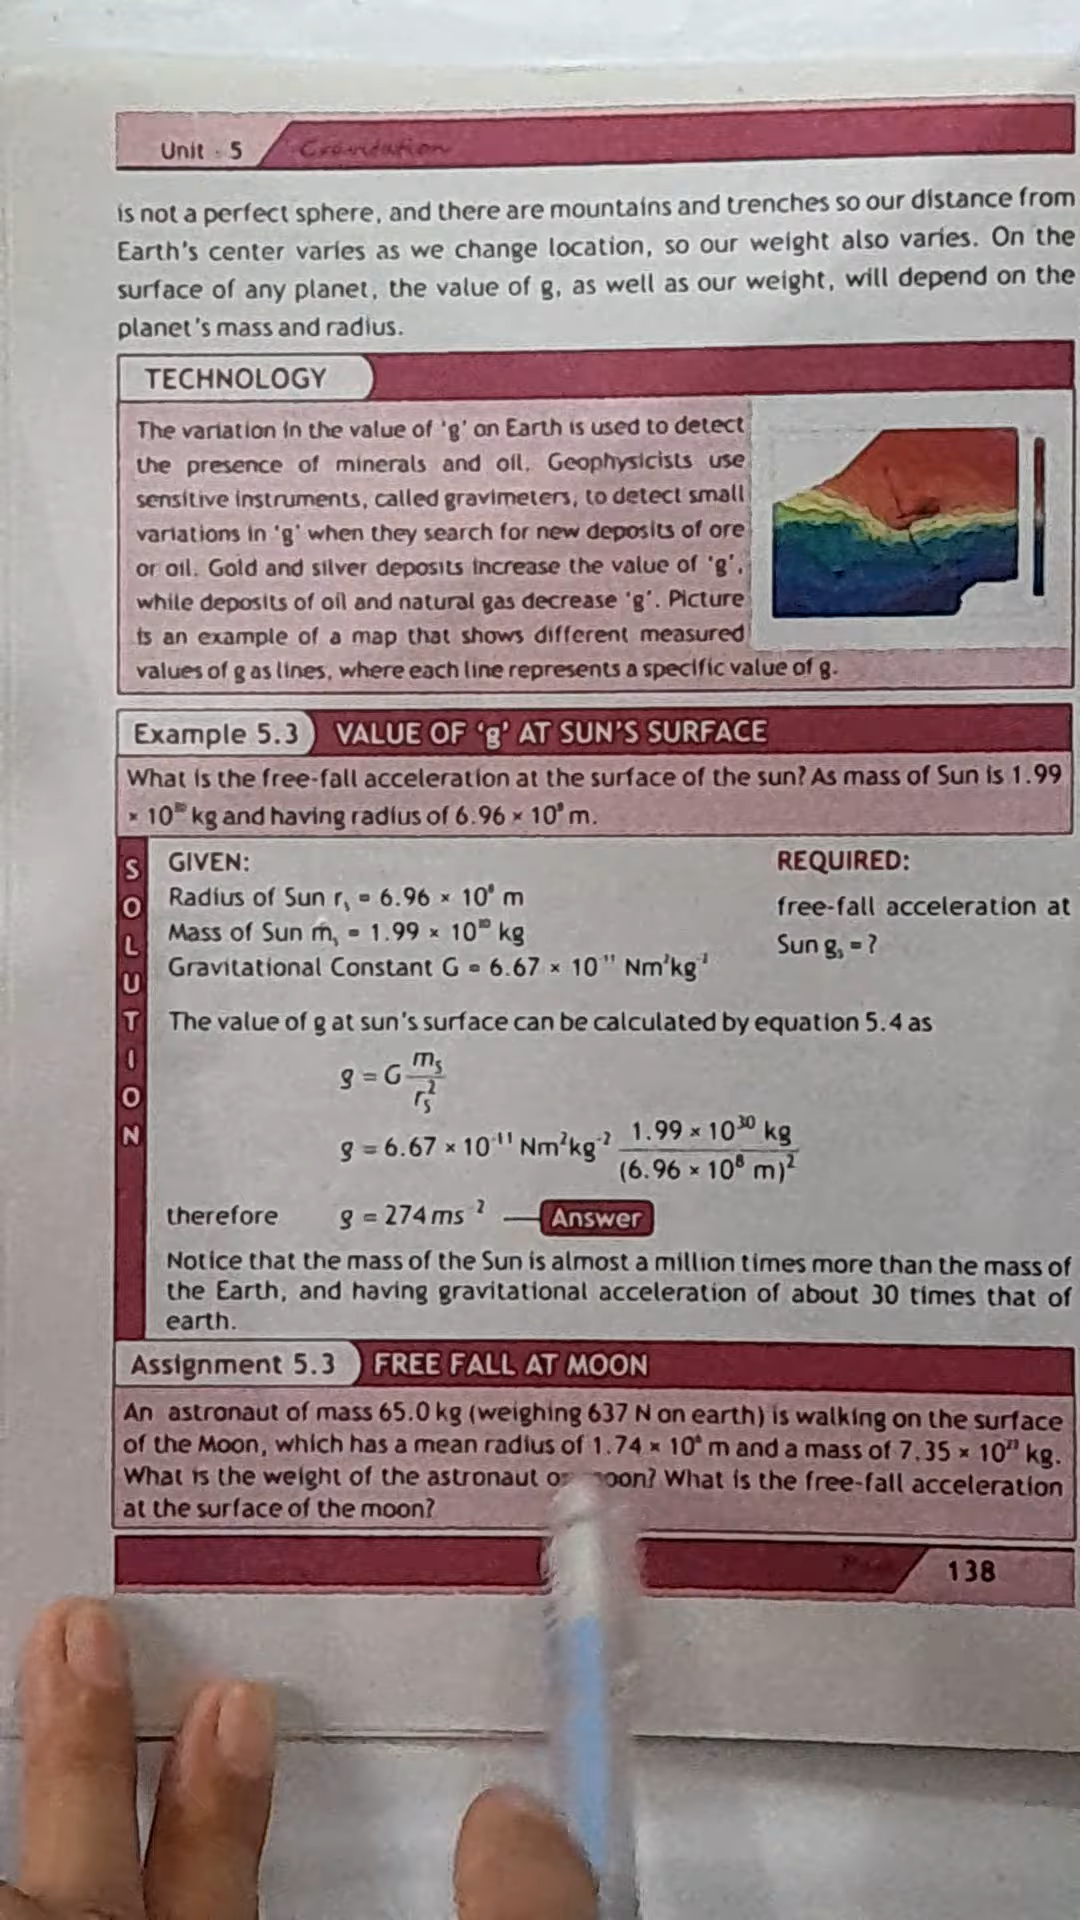 Unit - 5 Gravitation
is not a perfect sphere, and there are mountains and trenches so our distance from
Earth's center varies as we change location, so our weight also varies. On the
surface of any planet, the value of g, as well as our weight, will depend on the
planet's mass and radius.
TECHNOLOGY
The variation in the value of 'g' on Earth is used to detect
the presence of minerals and oil. Geophysicists use
sensitive instruments, called gravimeters, to detect small
variations in 'g' when they search for new deposits of ore
or oil. Gold and silver deposits increase the value of 'g',
while deposits of oil and natural gas decrease 'g'. Picture
is an example of a map that shows different measured
values of g as lines, where each line represents a specific value of g.
Example 5.3 VALUE OF 'g' AT SUN'S SURFACE
What is the free-fall acceleration at the surface of the sun? As mass of Sun is 1.99
× 10³⁰ kg and having radius of 6.96 × 10⁸ m.
SOLUTION
GIVEN:
Radius of Sun rₛ = 6.96 × 10⁸ m
Mass of Sun mₛ = 1.99 × 10³⁰ kg
Gravitational Constant G = 6.67 × 10⁻¹¹ Nm²kg⁻²
REQUIRED:
free-fall acceleration at
Sun gₛ = ?
The value of g at sun's surface can be calculated by equation 5.4 as
g = G mₛ / rₛ²
g = 6.67 × 10⁻¹¹ Nm²kg⁻² 1.99 × 10³⁰ kg / (6.96 × 10⁸ m)²
therefore g = 274 ms⁻² Answer
Notice that the mass of the Sun is almost a million times more than the mass of
the Earth, and having gravitational acceleration of about 30 times that of
earth.
Assignment 5.3 FREE FALL AT MOON
An astronaut of mass 65.0 kg (weighing 637 N on earth) is walking on the surface
of the Moon, which has a mean radius of 1.74 × 10⁶ m and a mass of 7.35 × 10²² kg.
What is the weight of the astronaut on moon? What is the free-fall acceleration
at the surface of the moon?
138